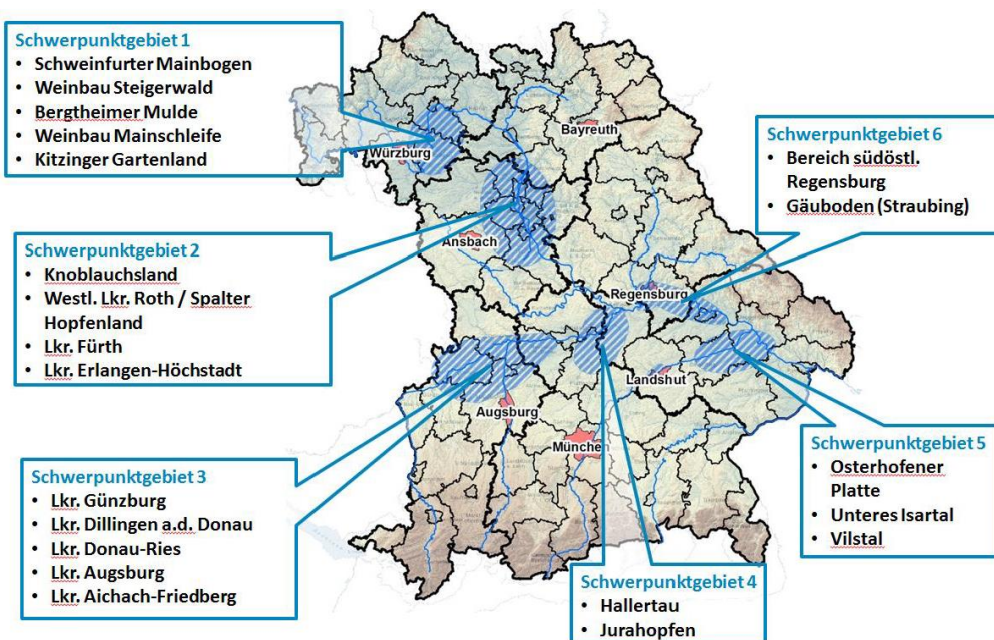 Schwerpunktgebiet 1
• Schweinfurter Mainbogen
• Weinbau Steigerwald
• Bergtheimer Mulde
• Weinbau Mainschleife
• Kitzinger Gartenland
Schwerpunktgebiet 2
• Knoblauchsland
• Westl. Lkr. Roth / Spalter
Hopfenland
• Lkr. Fürth
• Lkr. Erlangen-Höchstadt
Schwerpunktgebiet 3
• Lkr. Günzburg
• Lkr. Dillingen a.d. Donau
• Lkr. Donau-Ries
• Lkr. Augsburg
• Lkr. Aichach-Friedberg
Bayreuth
Würzburg
Ansbach
Regensburg
Landshut
Augsburg
München
Schwerpunktgebiet 6
• Bereich südöstl.
Regensburg
• Gäuboden (Straubing)
Schwerpunktgebiet 5
• Osterhofener
Platte
• Unteres Isartal
• Vilstal
Schwerpunktgebiet 4
• Hallertau
• Jurahopfen